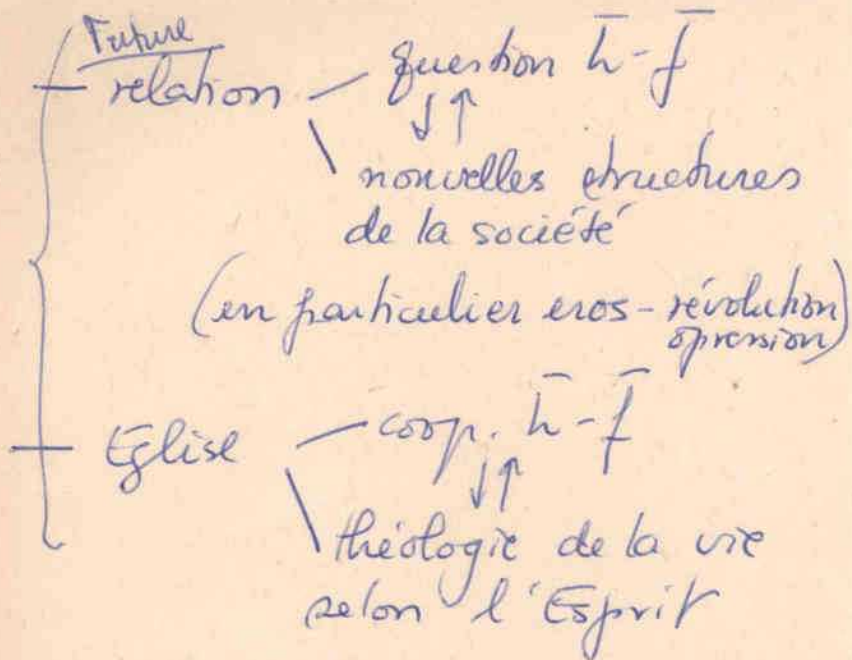 Future
— relation — question h̄-f̄
↓↑
\ nouvelles structures
de la société
(en particulier eros - révolution
opression)
— Eglise — coop. h̄-f̄
↓↑
\ théologie de la vie
selon l'Esprit